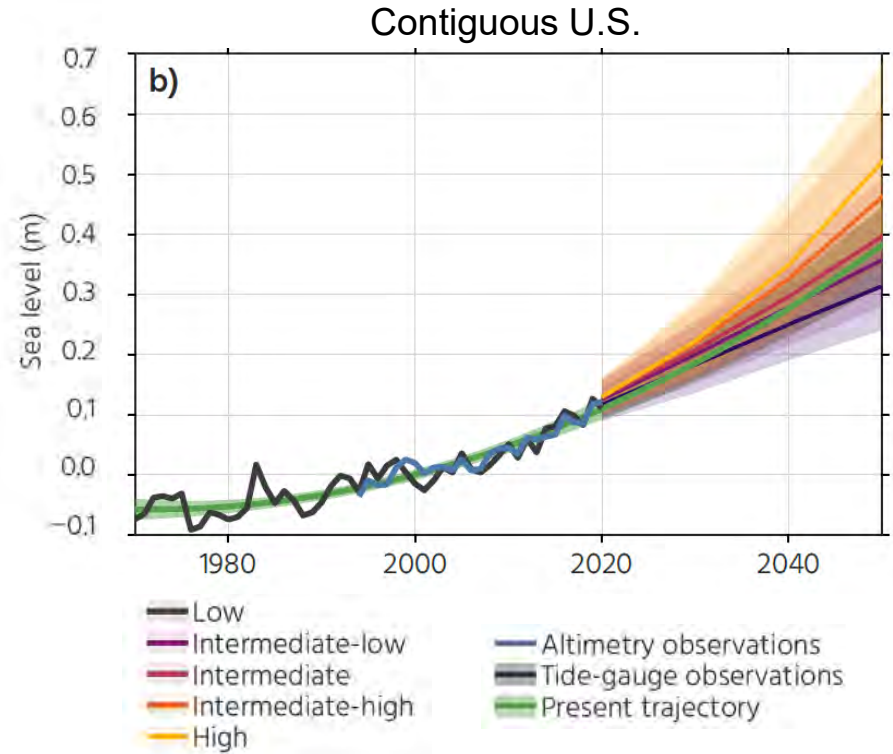 Contiguous U.S.
b)
Sea level (m)
0.7
0.6
0.5
0.4
0.3
0.2
0.1
0.0
−0.1
1980 2000 2020 2040
Low
Intermediate-low
Intermediate
Intermediate-high
High
Altimetry observations
Tide-gauge observations
Present trajectory